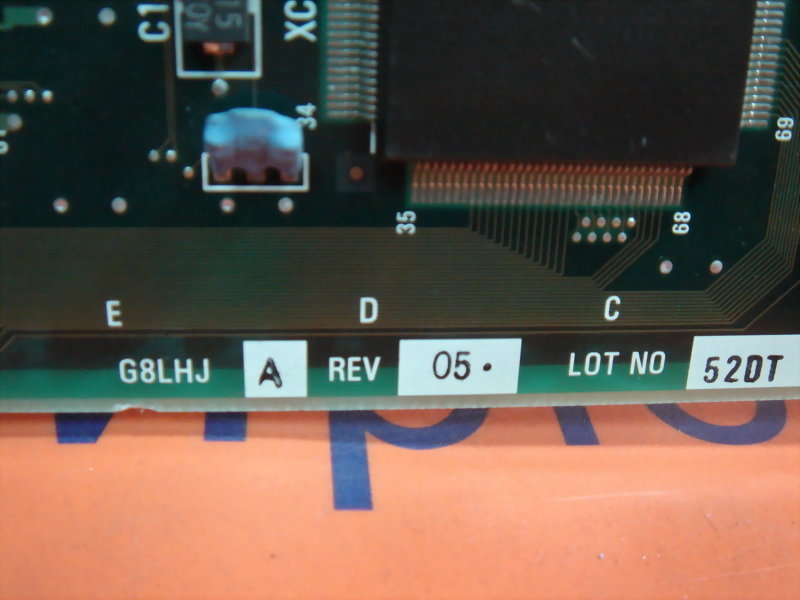 C1
XC
34
69
35
68
E D C
G8LHJ A REV 05. LOT NO 52DT